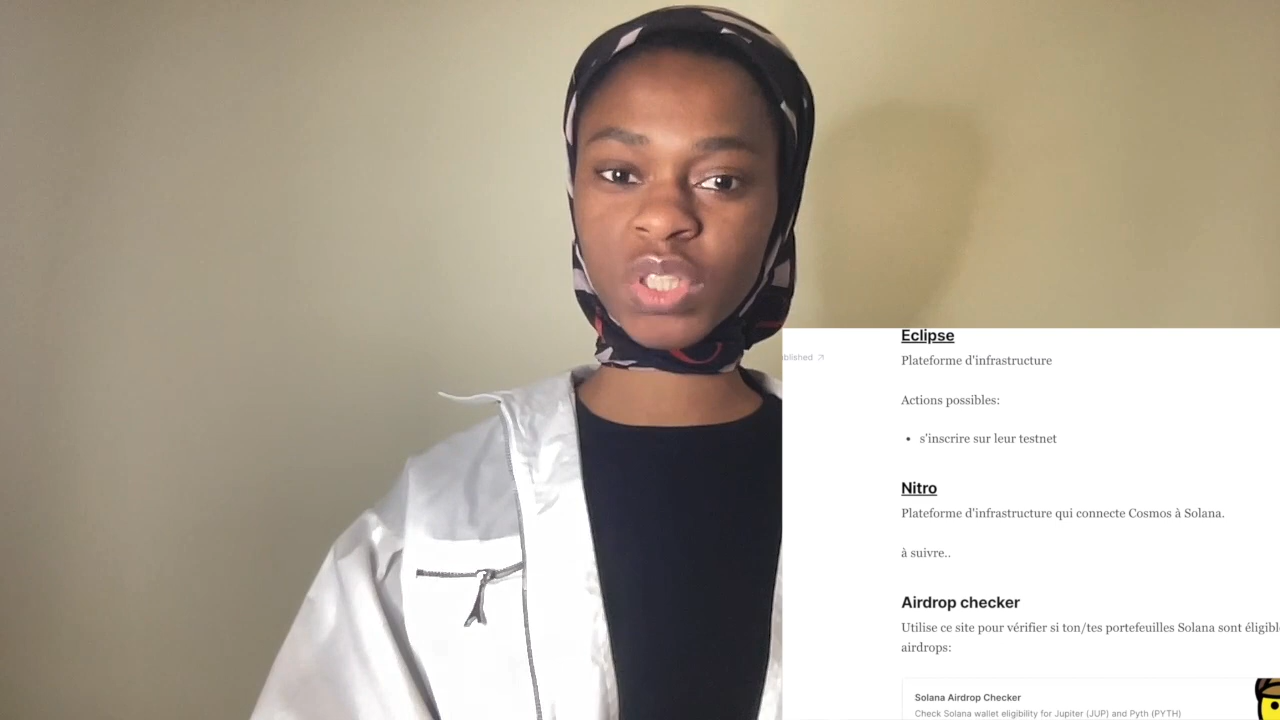 Eclipse
Plateforme d'infrastructure
Actions possibles:
• s'inscrire sur leur testnet
Nitro
Plateforme d'infrastructure qui connecte Cosmos à Solana.
à suivre..
Airdrop checker
Utilise ce site pour vérifier si ton/tes portefeuilles Solana sont
airdrops:
Solana Airdrop Checker
Check Solana wallet eligibility for Jupiter (JUP) and Pyth (PYTH)